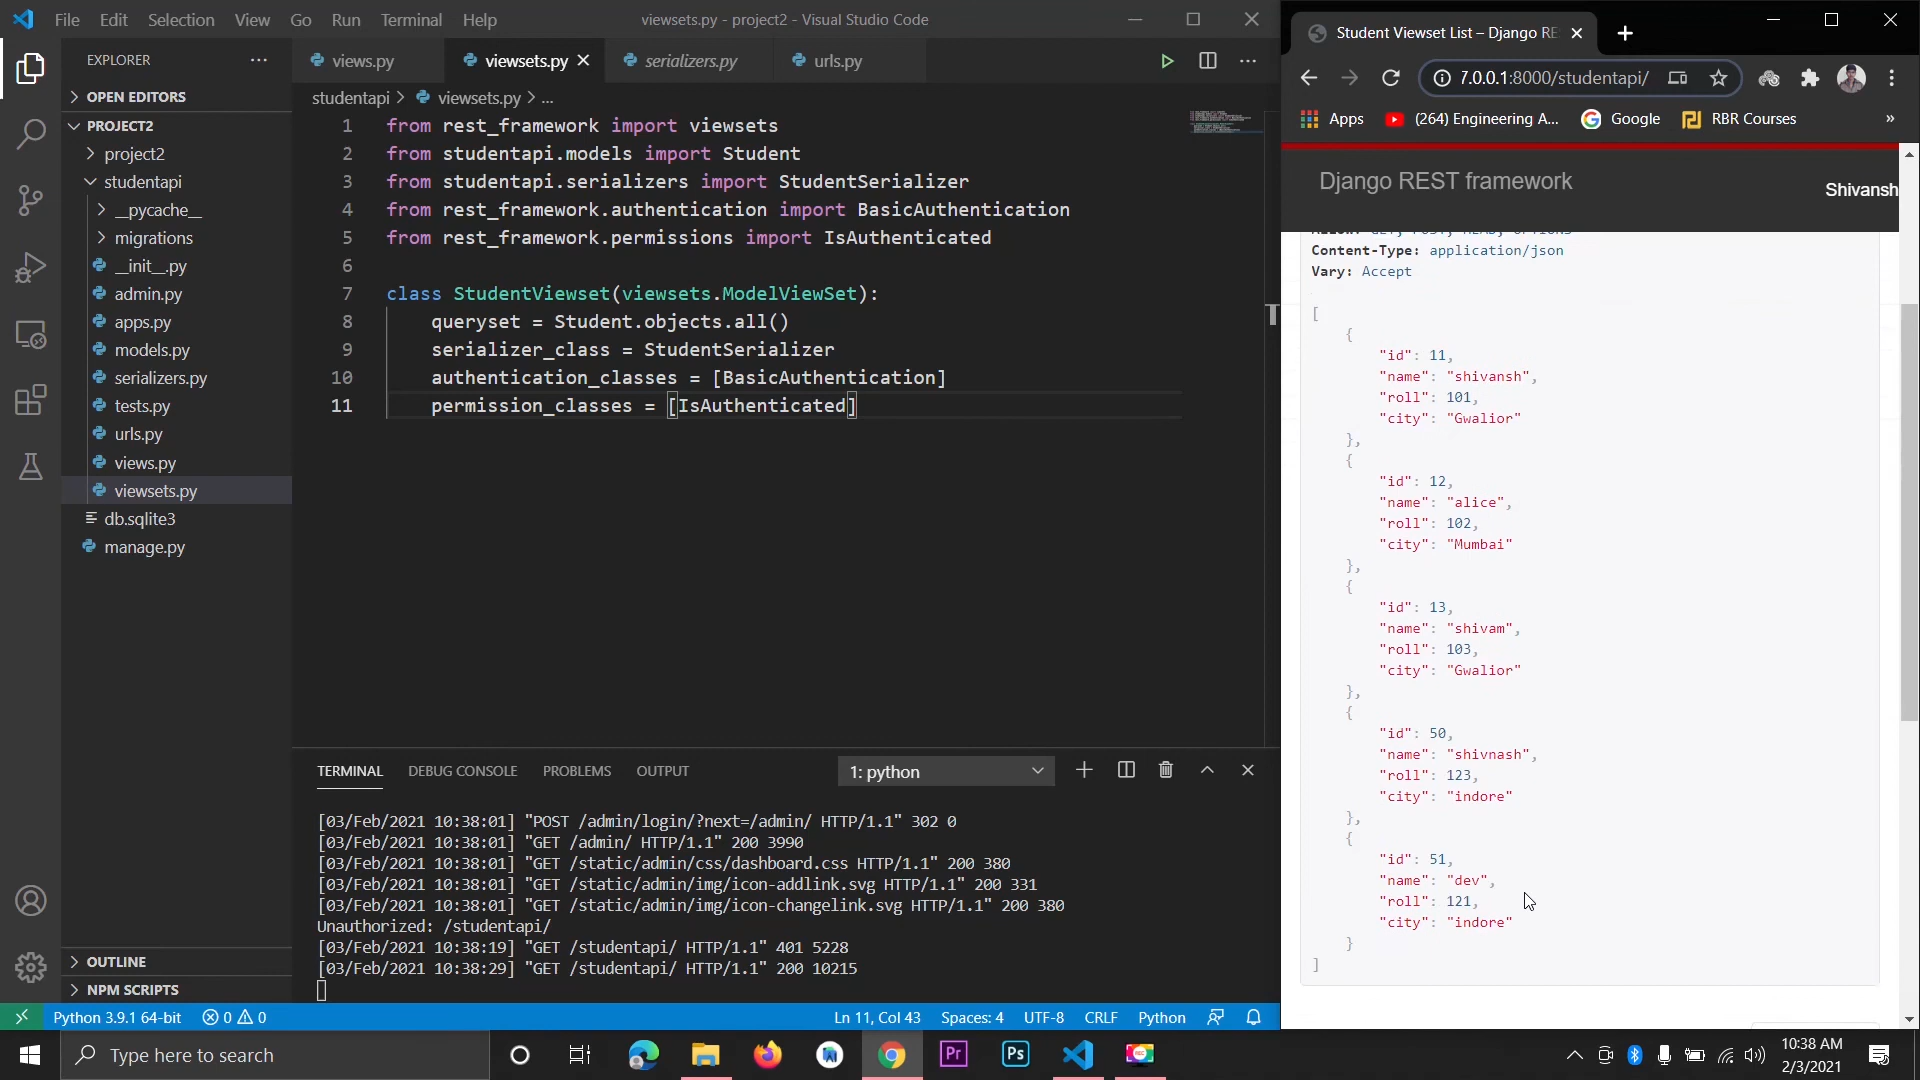 File Edit Selection View Go Run Terminal Help
viewsets.py - project2 - Visual Studio Code
EXPLORER
OPEN EDITORS
PROJECT2
project2
studentapi
__pycache__
migrations
__init__.py
admin.py
apps.py
models.py
serializers.py
tests.py
urls.py
views.py
viewsets.py
db.sqlite3
manage.py
OUTLINE
NPM SCRIPTS
views.py viewsets.py serializers.py urls.py
studentapi > viewsets.py > ...
1 from rest_framework import viewsets
2 from studentapi.models import Student
3 from studentapi.serializers import StudentSerializer
4 from rest_framework.authentication import BasicAuthentication
5 from rest_framework.permissions import IsAuthenticated
6
7 class StudentViewset(viewsets.ModelViewSet):
8 queryset = Student.objects.all()
9 serializer_class = StudentSerializer
10 authentication_classes = [BasicAuthentication]
11 permission_classes = [IsAuthenticated]
TERMINAL DEBUG CONSOLE PROBLEMS OUTPUT
1: python
[03/Feb/2021 10:38:01] "POST /admin/login/?next=/admin/ HTTP/1.1" 302 0
[03/Feb/2021 10:38:01] "GET /admin/ HTTP/1.1" 200 3990
[03/Feb/2021 10:38:01] "GET /static/admin/css/dashboard.css HTTP/1.1" 200 380
[03/Feb/2021 10:38:01] "GET /static/admin/img/icon-addlink.svg HTTP/1.1" 200 331
[03/Feb/2021 10:38:01] "GET /static/admin/img/icon-changelink.svg HTTP/1.1" 200 380
Unauthorized: /studentapi/
[03/Feb/2021 10:38:19] "GET /studentapi/ HTTP/1.1" 401 5228
[03/Feb/2021 10:38:29] "GET /studentapi/ HTTP/1.1" 200 10215
Python 3.9.1 64-bit 0 0
Ln 11, Col 43 Spaces: 4 UTF-8 CRLF Python
Student Viewset List – Django RE
7.0.0.1:8000/studentapi/
Apps (264) Engineering A... Google RBR Courses »
Django REST framework
Shivansh
Content-Type: application/json
Vary: Accept
[
{
"id": 11,
"name": "shivansh",
"roll": 101,
"city": "Gwalior"
},
{
"id": 12,
"name": "alice",
"roll": 102,
"city": "Mumbai"
},
{
"id": 13,
"name": "shivam",
"roll": 103,
"city": "Gwalior"
},
{
"id": 50,
"name": "shivnash",
"roll": 123,
"city": "indore"
},
{
"id": 51,
"name": "dev",
"roll": 121,
"city": "indore"
}
]
Type here to search
Pr
Ps
10:38 AM
2/3/2021